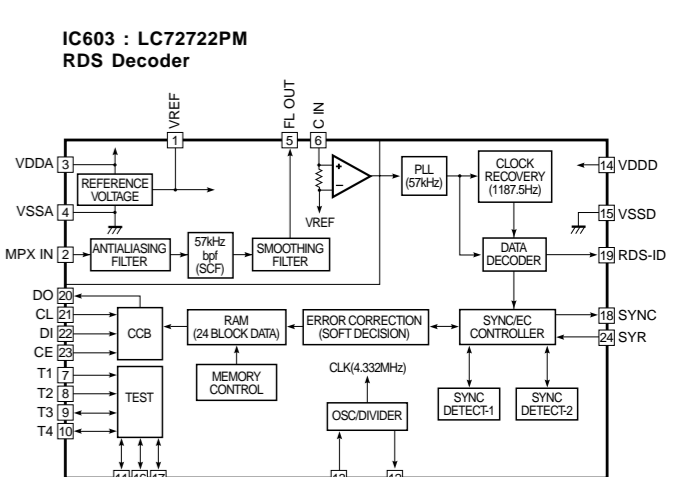 IC603 : LC72722PM
RDS Decoder
VREF
FL OUT
C IN
1
5
6
VDDA 3
REFERENCE
VOLTAGE
VSSA 4
+
−
VREF
PLL
(57kHz)
CLOCK
RECOVERY
(1187.5Hz)
14 VDDD
15 VSSD
MPX IN 2
ANTIALIASING
FILTER
57kHz
bpf
(SCF)
SMOOTHING
FILTER
DATA
DECODER
19 RDS-ID
DO 20
CL 21
DI 22
CE 23
CCB
RAM
(24 BLOCK DATA)
ERROR CORRECTION
(SOFT DECISION)
SYNC/EC
CONTROLLER
18 SYNC
24 SYR
T1 7
T2 8
T3 9
T4 10
TEST
MEMORY
CONTROL
CLK(4.332MHz)
OSC/DIVIDER
SYNC
DETECT-1
SYNC
DETECT-2